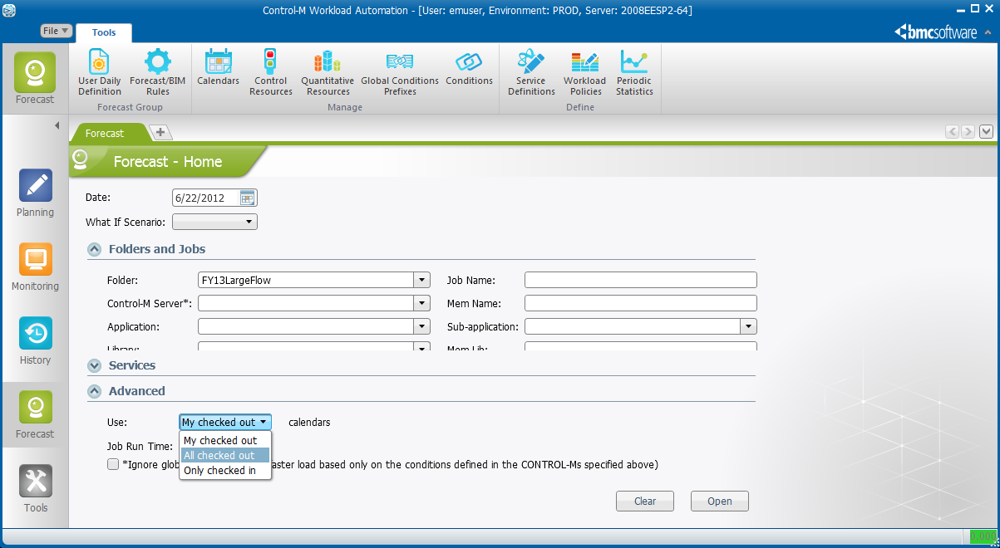 Control-M Workload Automation - [User: emuser, Environment: PROD, Server: 2008EESP2-64]
File
Tools
bmcsoftware
Forecast
User Daily Definition
Forecast/BIM Rules
Calendars
Control Resources
Quantitative Resources
Global Conditions Prefixes
Conditions
Service Definitions
Workload Policies
Periodic Statistics
Forecast Group
Manage
Define
Forecast
Forecast - Home
Planning
Monitoring
History
Forecast
Tools
Date: 6/22/2012
What If Scenario:
Folders and Jobs
Folder: FY13LargeFlow Job Name:
Control-M Server*: Mem Name:
Application: Sub-application:
Library: Mem Lib:
Services
Advanced
Use: My checked out calendars
My checked out
Job Run Time:
All checked out
*Ignore glob aster load based only on the conditions defined in the CONTROL-Ms specified above)
Only checked in
Clear Open